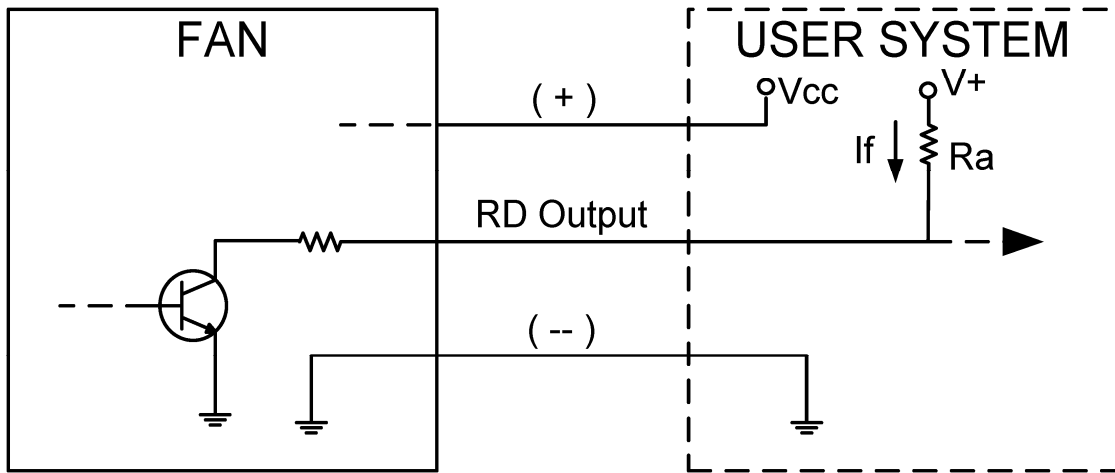 FAN
USER SYSTEM
( + )
Vcc
V+
If
Ra
RD Output
( -- )